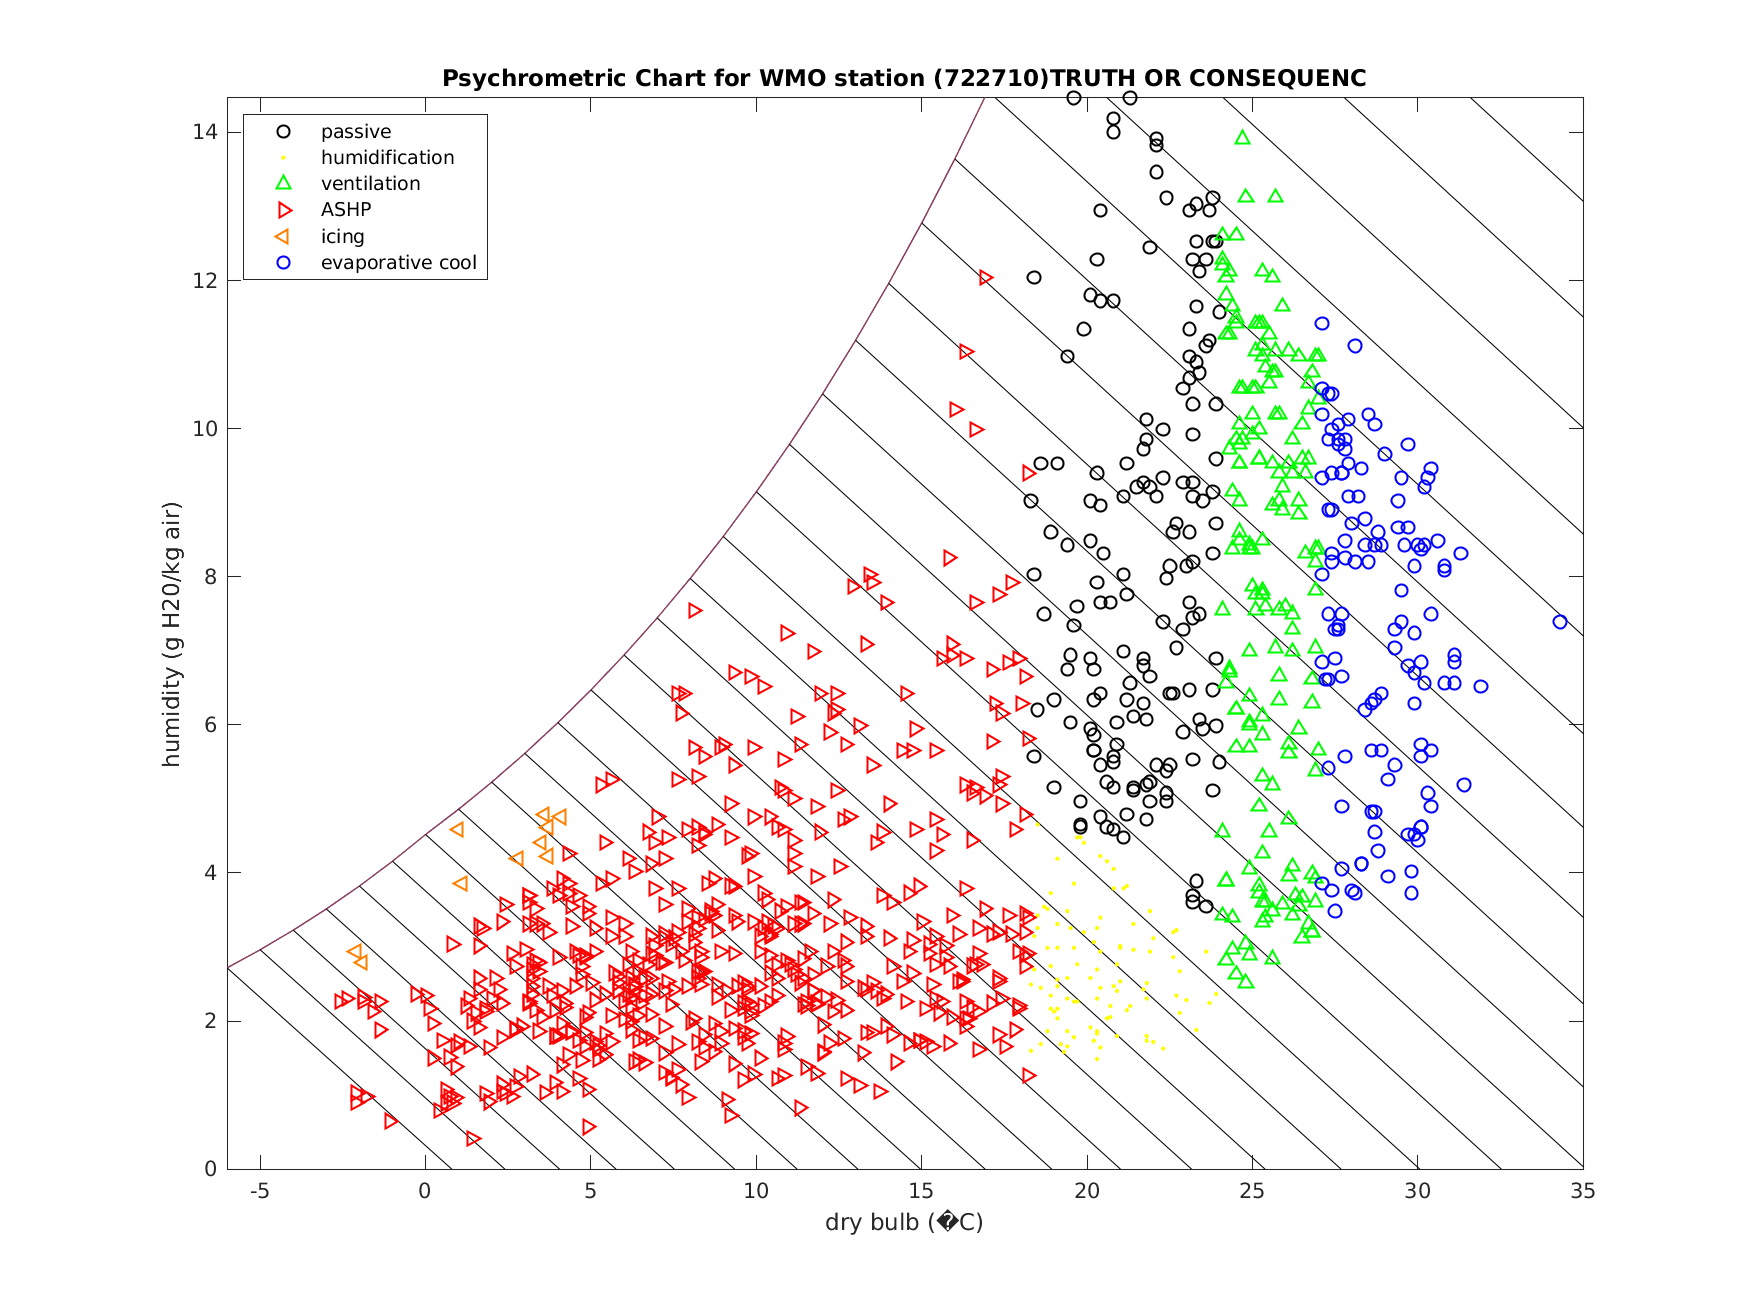 Psychrometric Chart for WMO station (722710)TRUTH OR CONSEQUENC
passive
humidification
ventilation
ASHP
icing
evaporative cool
14
12
10
8
6
4
2
0
humidity (g H20/kg air)
-5 0 5 10 15 20 25 30 35
dry bulb (�C)